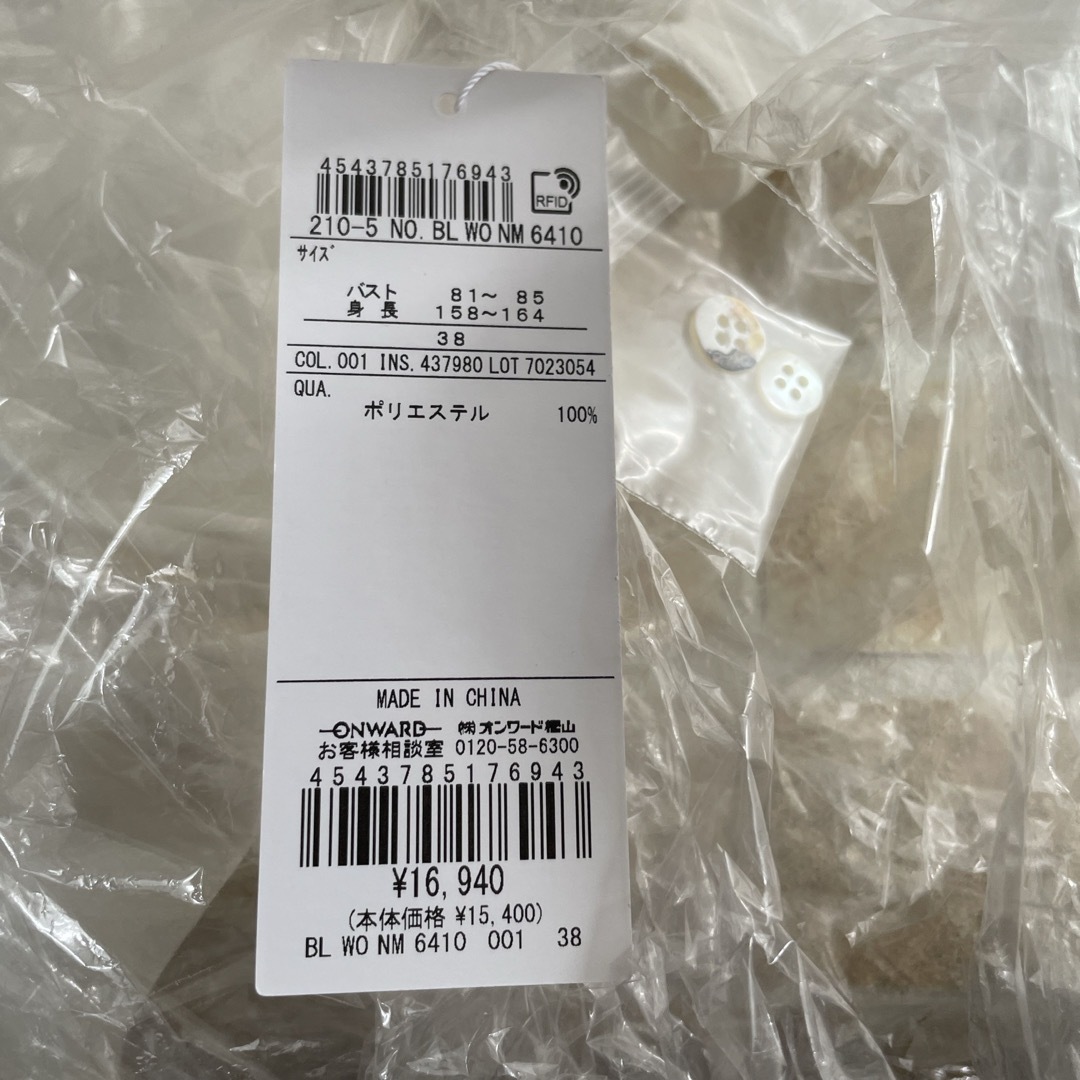 4543785176943
RFID
210-5 NO. BL WO NM 6410
サイズ
バスト 81～ 85
身長 158～164
38
COL. 001 INS. 437980 LOT 7023054
QUA.
ポリエステル 100%
MADE IN CHINA
ONWARD ㈱オンワード樫山
お客様相談室 0120-58-6300
4543785176943
¥16,940
(本体価格 ¥15,400)
BL WO NM 6410 001 38